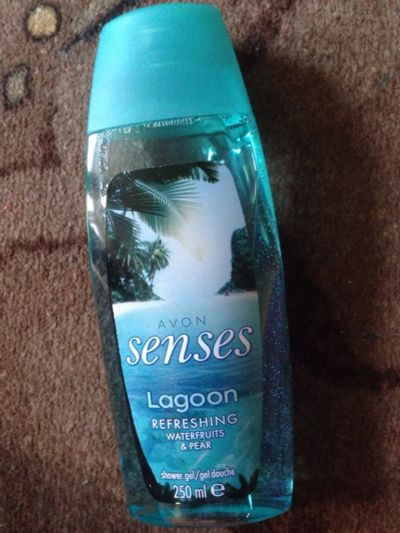 AVON
senses
Lagoon
REFRESHING
WATERFRUITS
& PEAR
shower gel/gel douche
250 ml e